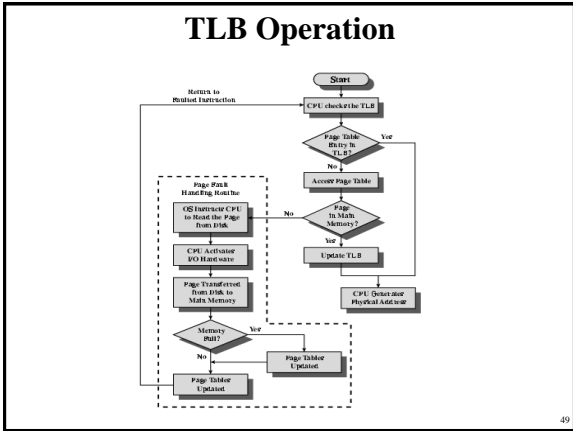 TLB Operation
Start
Return to
Faulted Instruction
CPU checks the TLB
Page Table
Entry in
TLB?
Yes
No
Access Page Table
Page Fault
Handling Routine
OS Instructs CPU
to Read the Page
from Disk
No
Page
in Main
Memory?
Yes
CPU Activates
I/O Hardware
Update TLB
Page Transferred
from Disk to
Main Memory
CPU Generates
Physical Address
Memory
Full?
Yes
No
Page Tables
Updated
Page Tables
Updated
49